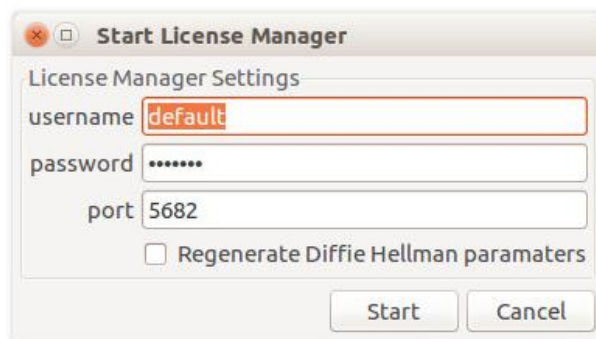 Start License Manager
License Manager Settings
username default
password •••••••
port 5682
Regenerate Diffie Hellman paramaters
Start Cancel